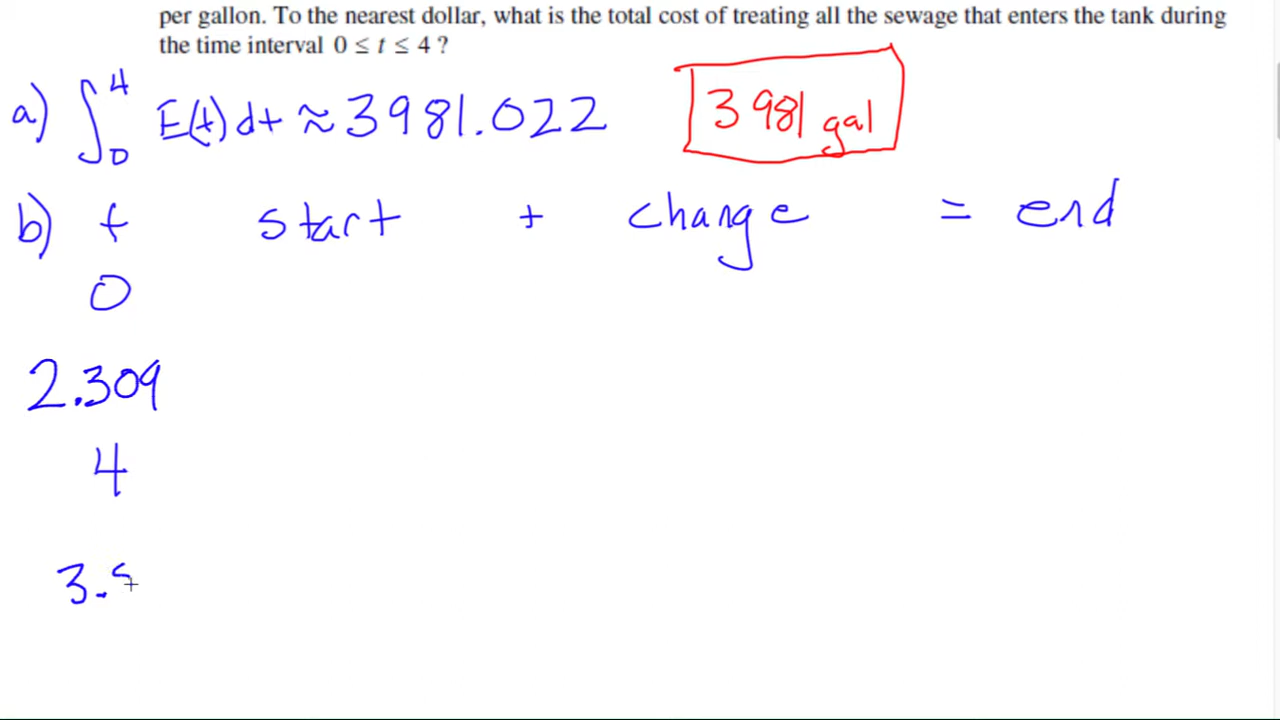 per gallon. To the nearest dollar, what is the total cost of treating all the sewage that enters the tank during
the time interval 0 ≤ t ≤ 4 ?
a) ∫₀⁴ E(t) dt ≈ 3981.022 3981 gal
b) t start + change = end
0
2.309
4
3.